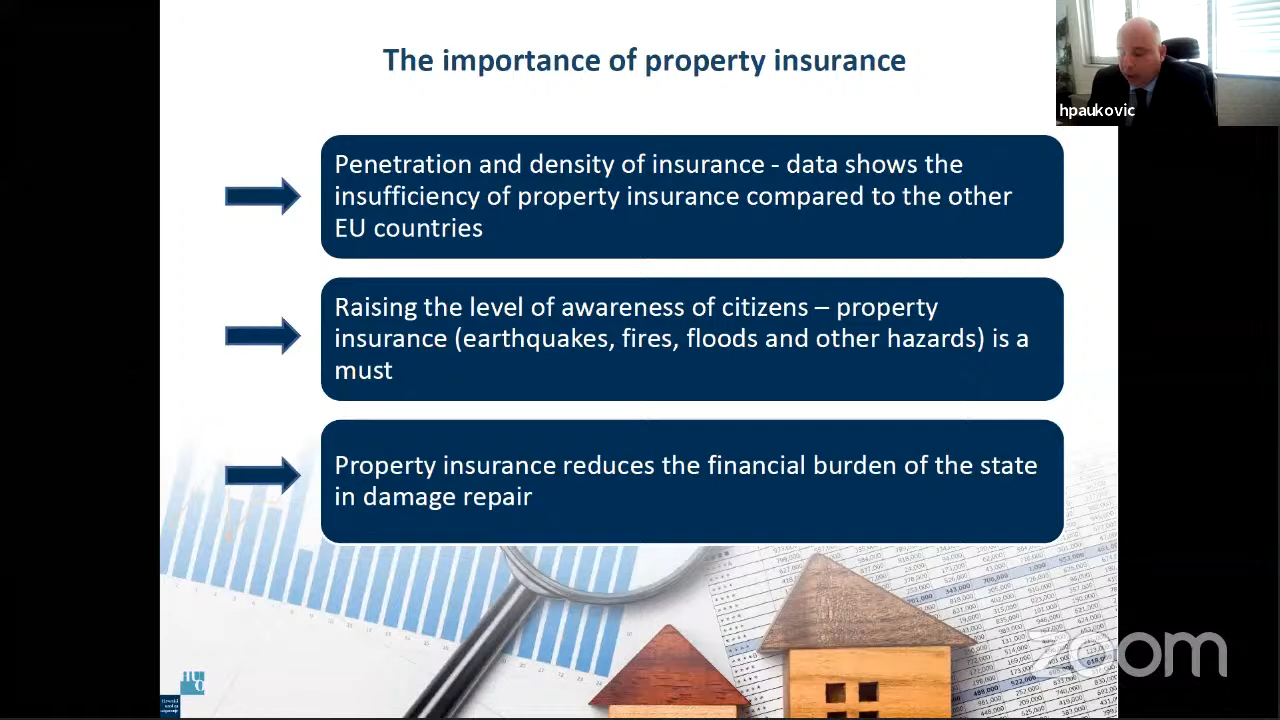 The importance of property insurance
hpaukovic
Penetration and density of insurance - data shows the
insufficiency of property insurance compared to the other
EU countries
Raising the level of awareness of citizens – property
insurance (earthquakes, fires, floods and other hazards) is a
must
Property insurance reduces the financial burden of the state
in damage repair
zoom